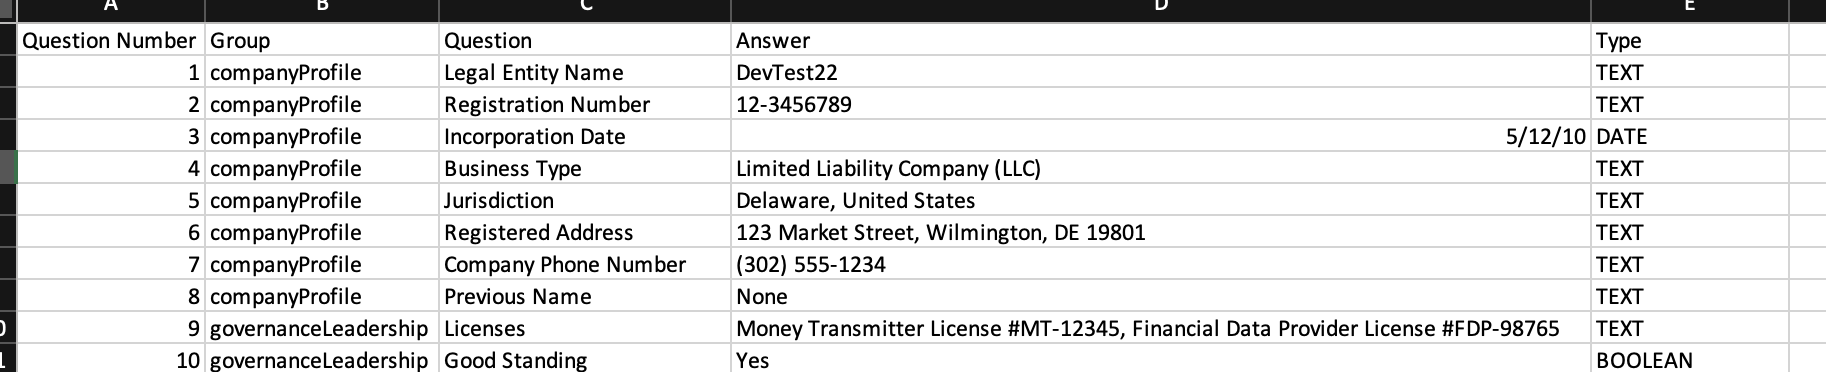 A B C D E
Question Number Group Question Answer Type
1 companyProfile Legal Entity Name DevTest22 TEXT
2 companyProfile Registration Number 12-3456789 TEXT
3 companyProfile Incorporation Date 5/12/10 DATE
4 companyProfile Business Type Limited Liability Company (LLC) TEXT
5 companyProfile Jurisdiction Delaware, United States TEXT
6 companyProfile Registered Address 123 Market Street, Wilmington, DE 19801 TEXT
7 companyProfile Company Phone Number (302) 555-1234 TEXT
8 companyProfile Previous Name None TEXT
9 governanceLeadership Licenses Money Transmitter License #MT-12345, Financial Data Provider License #FDP-98765 TEXT
10 governanceLeadership Good Standing Yes BOOLEAN